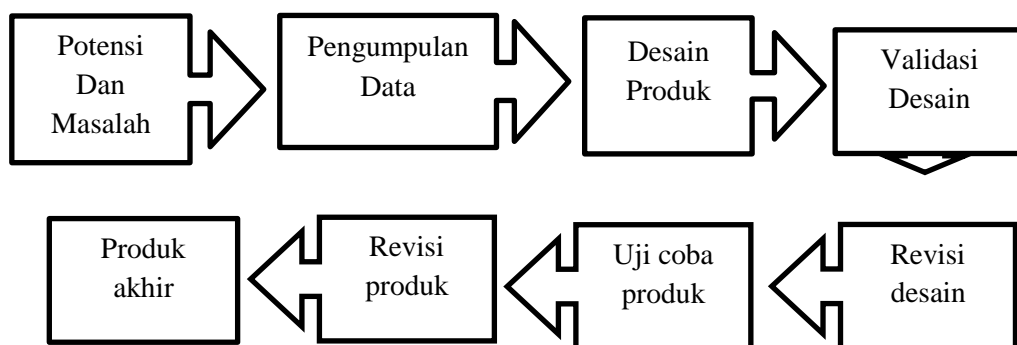 Potensi
Dan
Masalah
Pengumpulan
Data
Desain
Produk
Validasi
Desain
Produk
akhir
Revisi
produk
Uji coba
produk
Revisi
desain